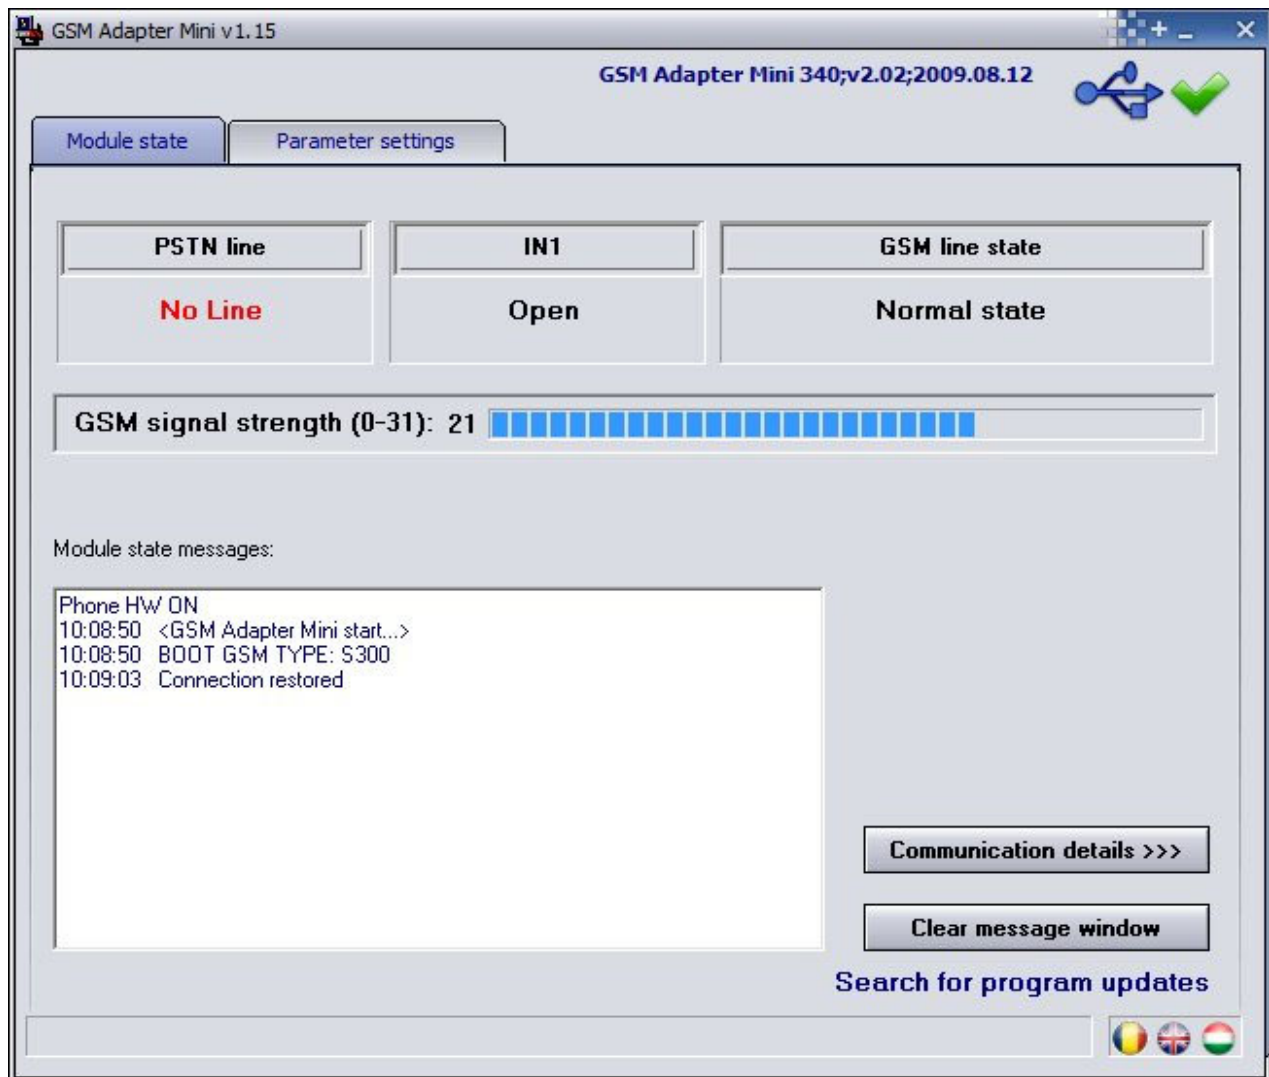 GSM Adapter Mini v1.15
GSM Adapter Mini 340;v2.02;2009.08.12
Module state
Parameter settings
PSTN line
IN1
GSM line state
No Line
Open
Normal state
GSM signal strength (0-31): 21
Module state messages:
Phone HW ON
10:08:50 <GSM Adapter Mini start...>
10:08:50 BOOT GSM TYPE: S300
10:09:03 Connection restored
Communication details >>>
Clear message window
Search for program updates